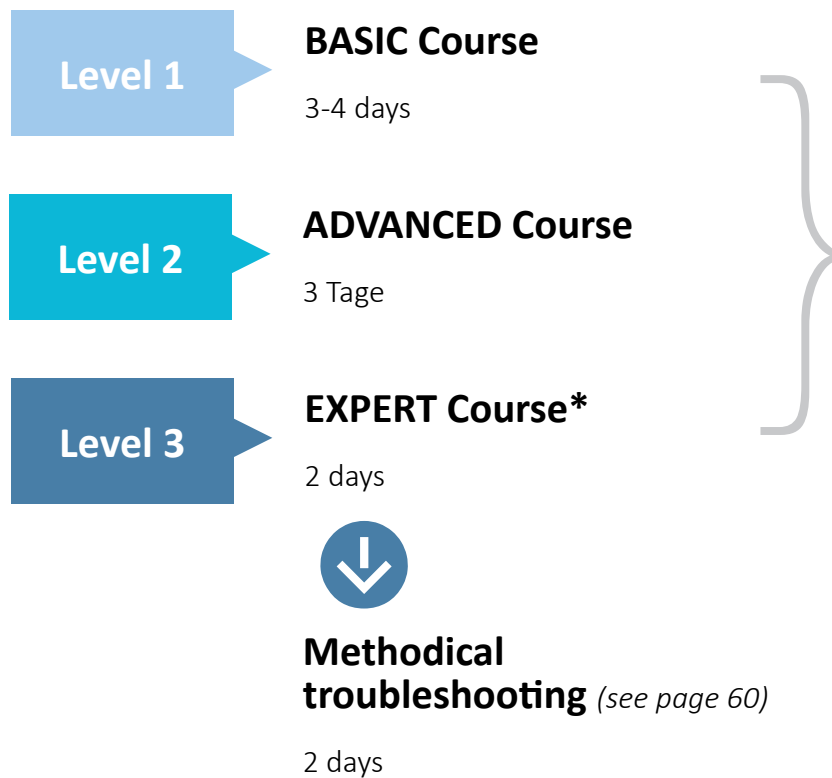 Level 1
BASIC Course
3-4 days
Level 2
ADVANCED Course
3 Tage
Level 3
EXPERT Course*
2 days
Methodical
troubleshooting (see page 60)
2 days